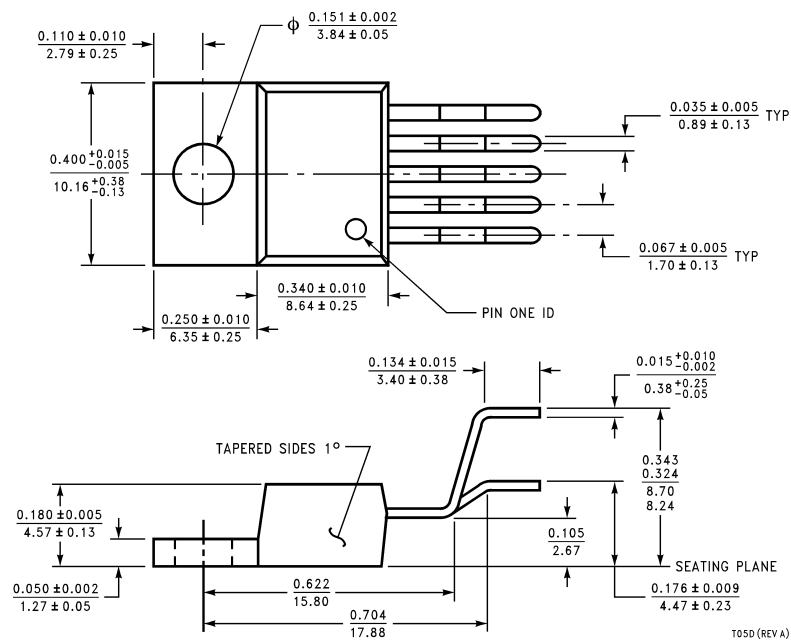 0.110 ± 0.010
2.79 ± 0.25
ϕ 0.151 ± 0.002
3.84 ± 0.05
0.035 ± 0.005
0.89 ± 0.13 TYP
0.400 +0.015 -0.005
10.16 +0.38 -0.13
0.067 ± 0.005
1.70 ± 0.13 TYP
0.340 ± 0.010
8.64 ± 0.25
PIN ONE ID
0.250 ± 0.010
6.35 ± 0.25
0.134 ± 0.015
3.40 ± 0.38
0.015 +0.010 -0.002
0.38 +0.25 -0.05
TAPERED SIDES 1°
0.343
0.324
8.70
8.24
0.180 ± 0.005
4.57 ± 0.13
0.105
2.67
SEATING PLANE
0.050 ± 0.002
1.27 ± 0.05
0.622
15.80
0.176 ± 0.009
4.47 ± 0.23
0.704
17.88
T05D (REV A)